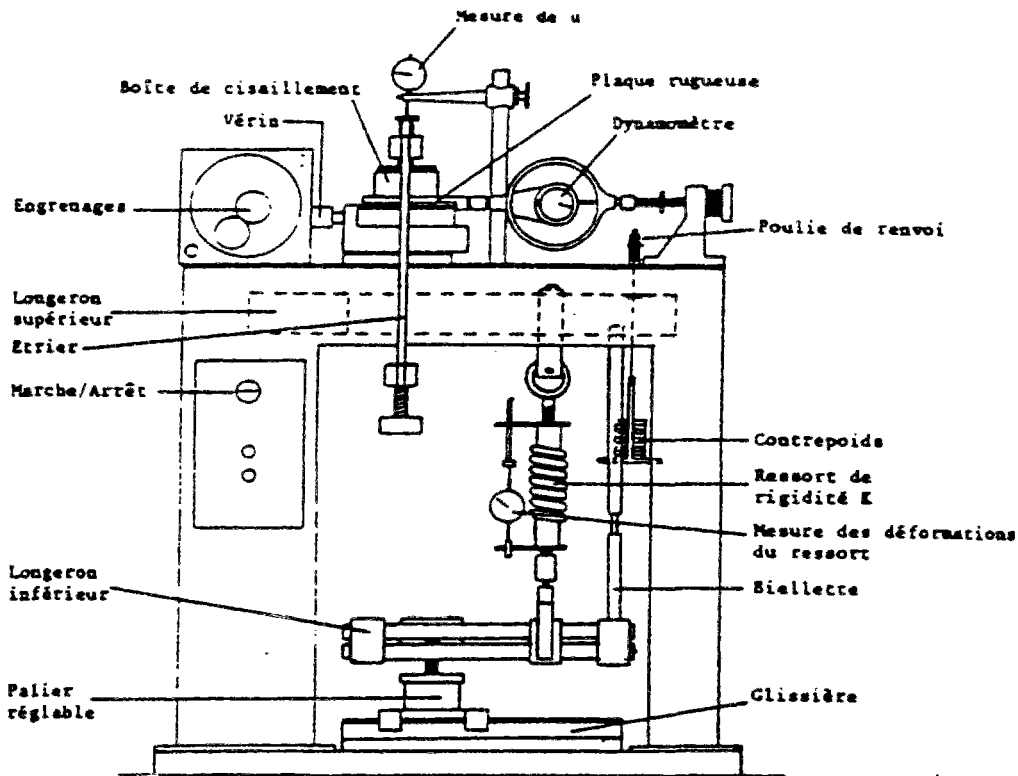 Mesure de u
Boîte de cisaillement
Plaque rugueuse
Vérin
Dynamomètre
Engrenages
Poulie de renvoi
Longeron
supérieur
Etrier
Marche/Arrêt
Contrepoids
Ressort de
rigidité K
Mesure des déformations
du ressort
Longeron
inférieur
Biellette
Palier
réglable
Glissière